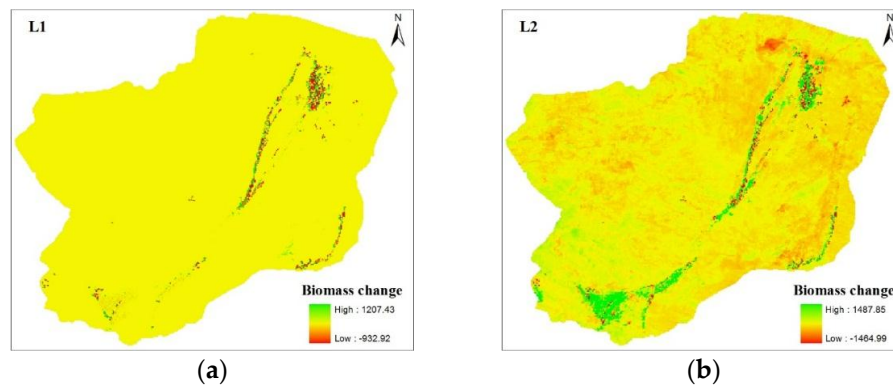 L1
N
Biomass change
High : 1207.43
Low : -932.92
(a)
L2
N
Biomass change
High : 1487.85
Low : -1464.99
(b)